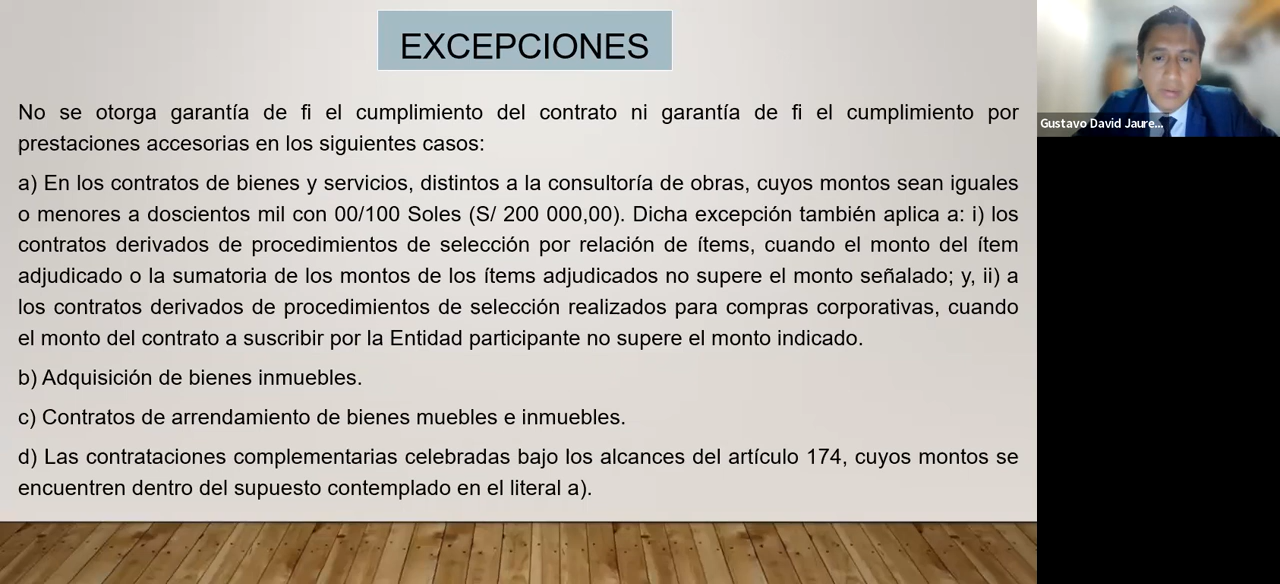 EXCEPCIONES
No se otorga garantía de fi el cumplimiento del contrato ni garantía de fi el cumplimiento por
prestaciones accesorias en los siguientes casos:
a) En los contratos de bienes y servicios, distintos a la consultoría de obras, cuyos montos sean iguales
o menores a doscientos mil con 00/100 Soles (S/ 200 000,00). Dicha excepción también aplica a: i) los
contratos derivados de procedimientos de selección por relación de ítems, cuando el monto del ítem
adjudicado o la sumatoria de los montos de los ítems adjudicados no supere el monto señalado; y, ii) a
los contratos derivados de procedimientos de selección realizados para compras corporativas, cuando
el monto del contrato a suscribir por la Entidad participante no supere el monto indicado.
b) Adquisición de bienes inmuebles.
c) Contratos de arrendamiento de bienes muebles e inmuebles.
d) Las contrataciones complementarias celebradas bajo los alcances del artículo 174, cuyos montos se
encuentren dentro del supuesto contemplado en el literal a).
Gustavo David Jaure...